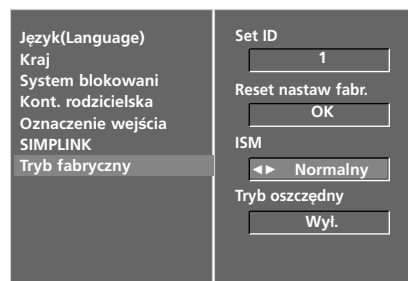 Język(Language)
Kraj
System blokowani
Kont. rodzicielska
Oznaczenie wejścia
SIMPLINK
Tryb fabryczny
Set ID
1
Reset nastaw fabr.
OK
ISM
◄► Normalny
Tryb oszczędny
Wył.